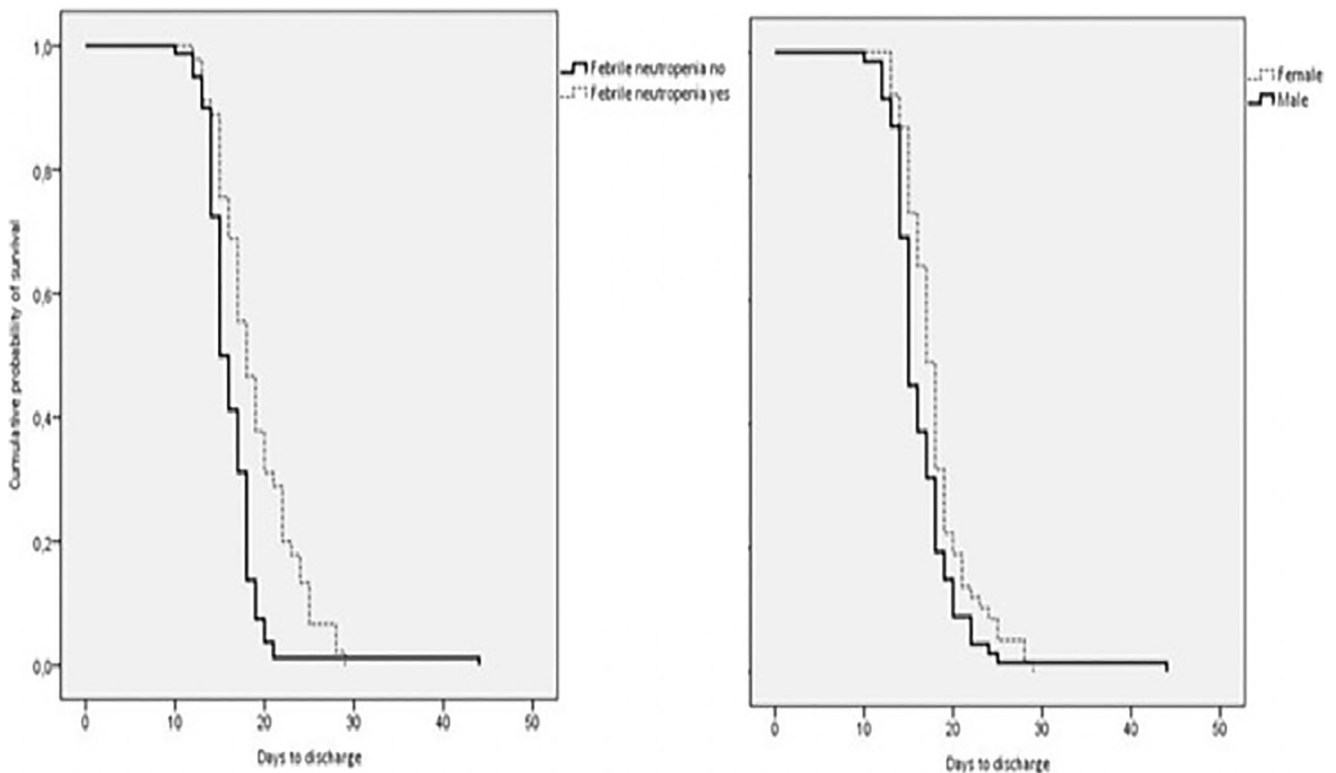 Cumulative probability of survival
1,0
0,8
0,6
0,4
0,2
0,0
0 10 20 30 40 50
Days to discharge
Febrile neutropenia no
Febrile neutropenia yes
0 10 20 30 40 50
Days to discharge
Female
Male